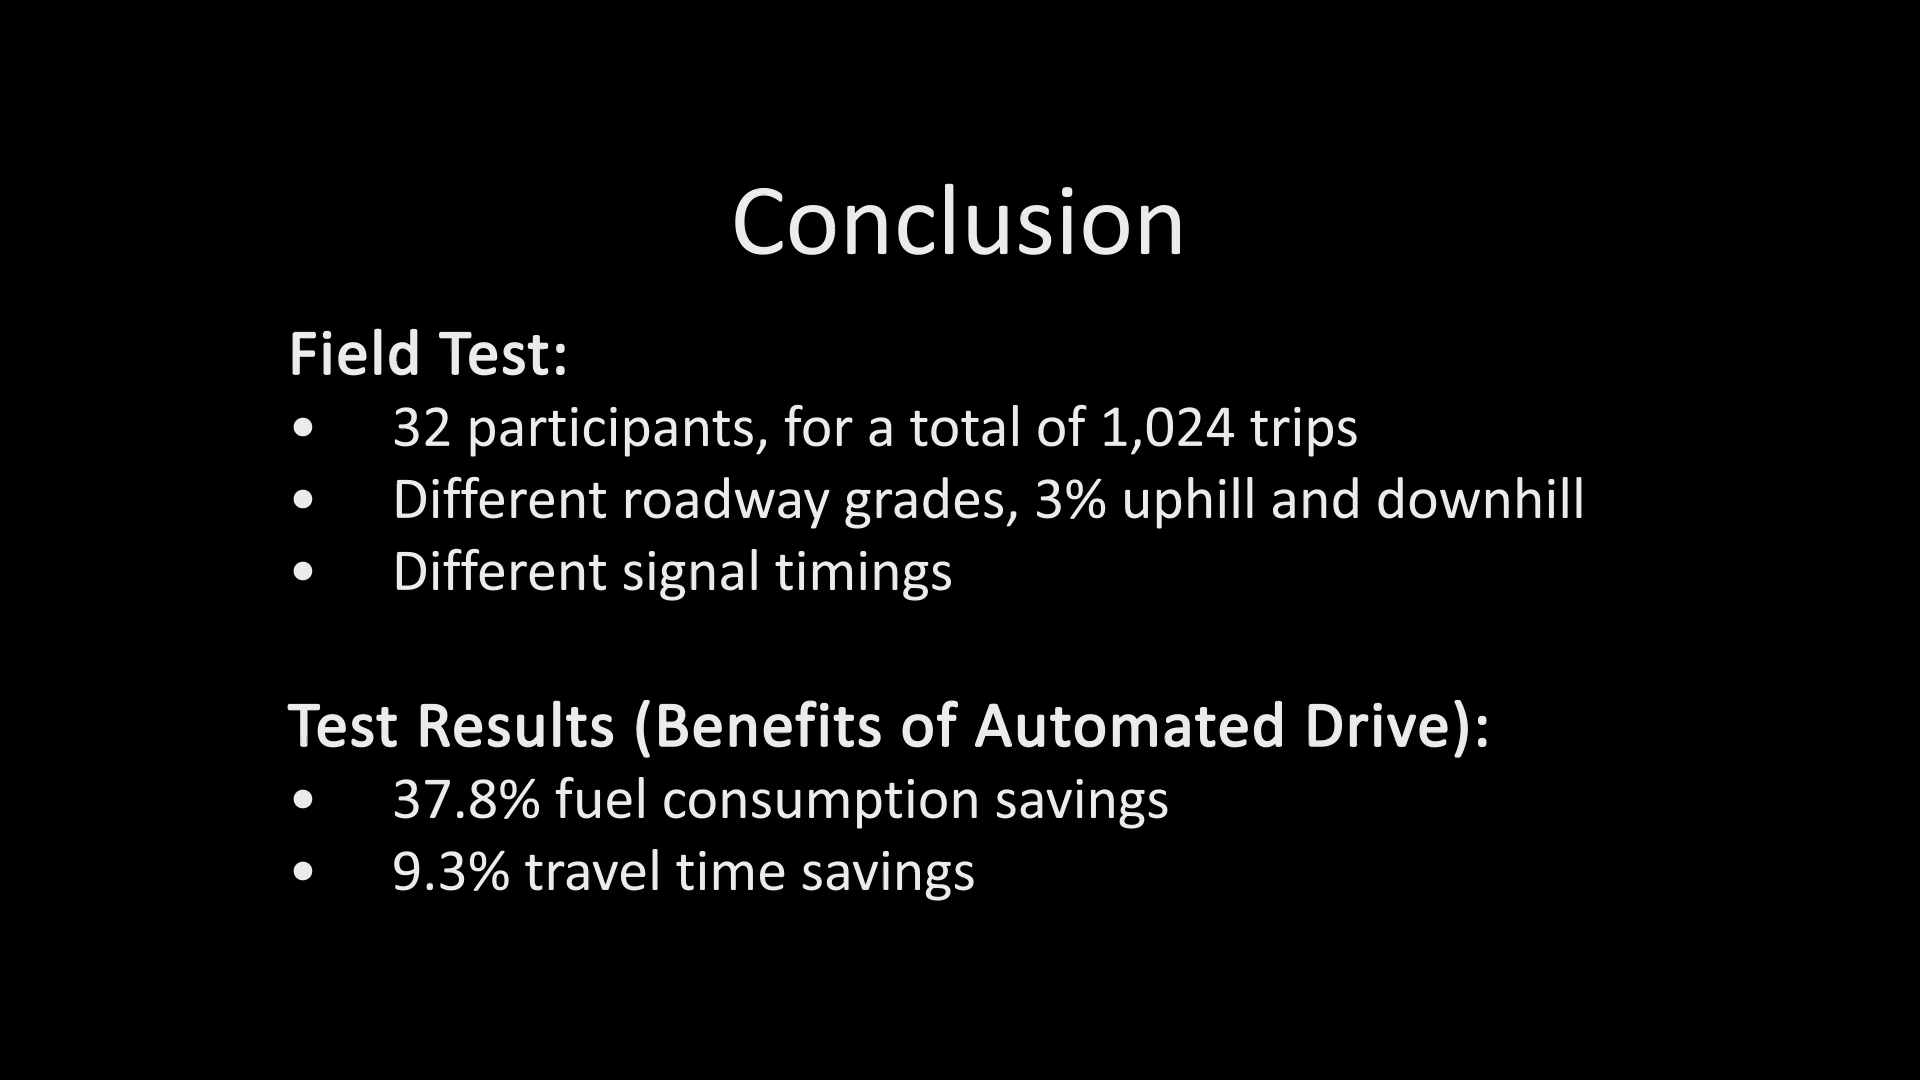 Conclusion
Field Test:
• 32 participants, for a total of 1,024 trips
• Different roadway grades, 3% uphill and downhill
• Different signal timings
Test Results (Benefits of Automated Drive):
• 37.8% fuel consumption savings
• 9.3% travel time savings